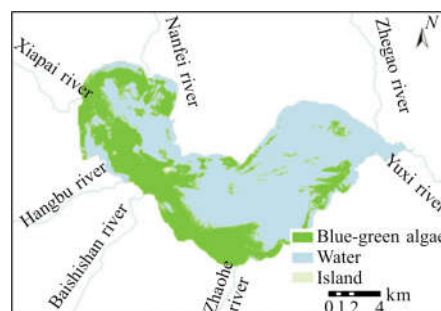 N
Xiapai river
Nanfei river
Zhegao river
Yuxi river
Hangbu river
Baishishan river
Zhaohe
river
Blue-green algae
Water
Island
0 1 2 4 km